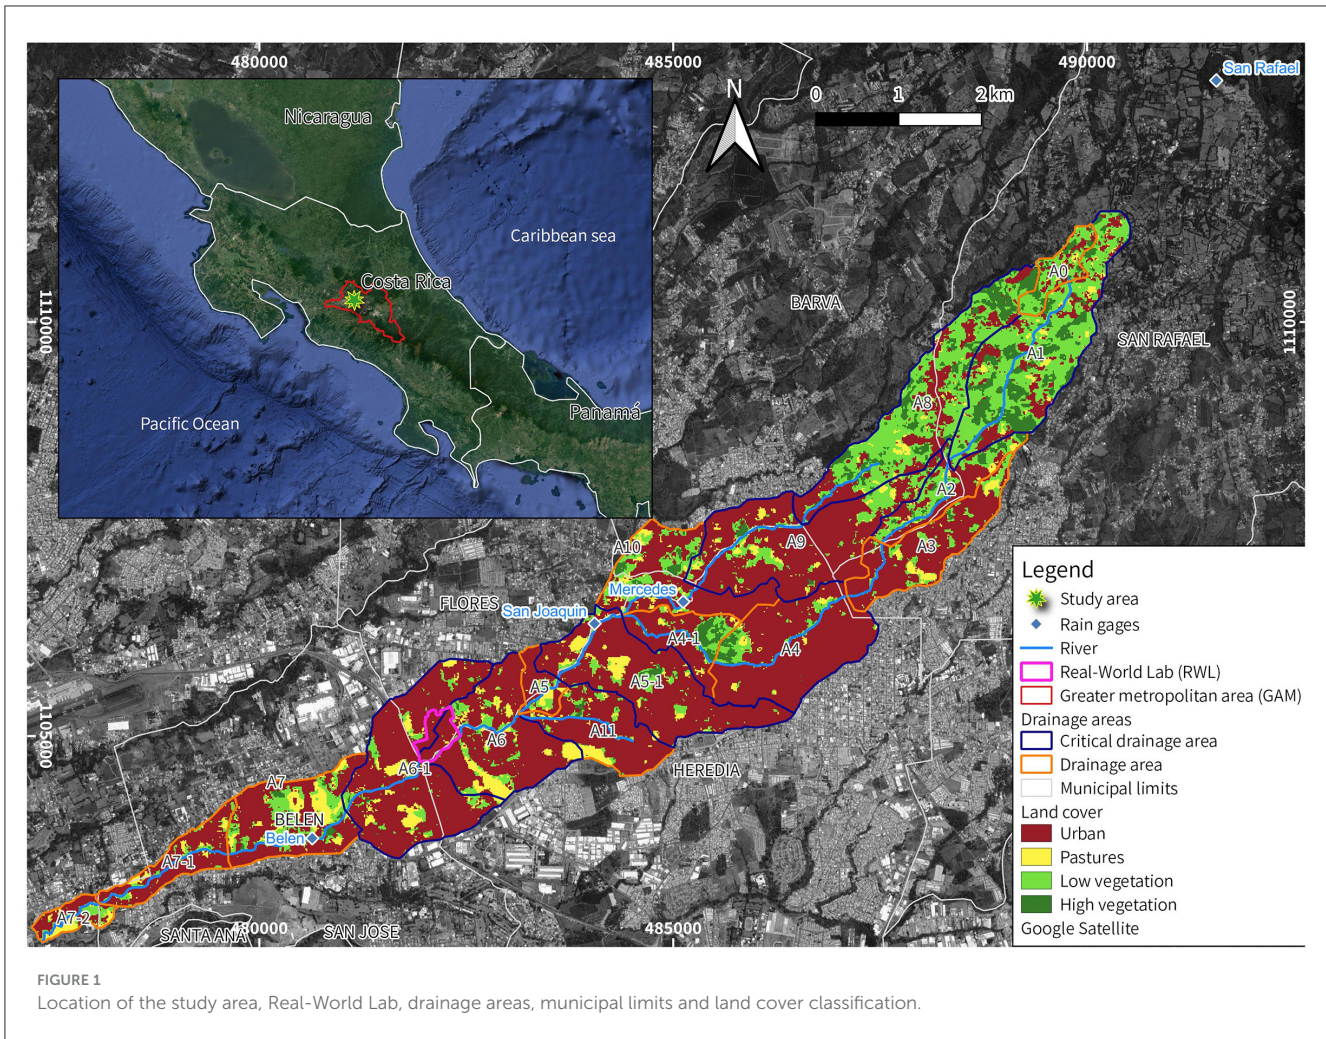 480000
485000
490000
San Rafael
N
0 1 2 km
Nicaragua
Caribbean sea
Costa Rica
Pacific Ocean
Panamá
1110000
1110000
BARVA
SAN RAFAEL
A0
A1
A8
A2
A9
A3
A10
Mercedes
FLORES
San Joaquin
A4-1
A4
A5-1
A5
A11
A6
A6-1
HEREDIA
1105000
A7
BELEN
Belen
A7-1
A7-2
SANTA ANA
480000
SAN JOSE
485000
Legend
Study area
Rain gages
River
Real-World Lab (RWL)
Greater metropolitan area (GAM)
Drainage areas
Critical drainage area
Drainage area
Municipal limits
Land cover
Urban
Pastures
Low vegetation
High vegetation
Google Satellite
FIGURE 1
Location of the study area, Real-World Lab, drainage areas, municipal limits and land cover classification.